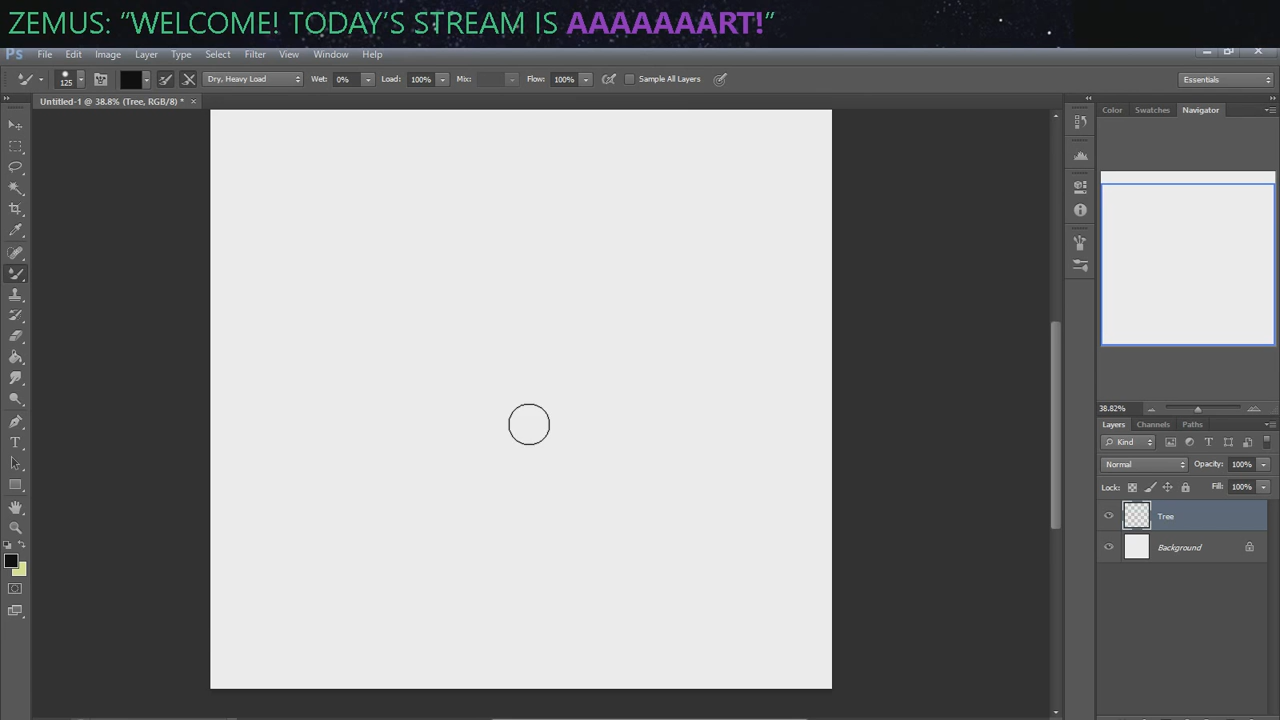 ZEMUS: “WELCOME! TODAY’S STREAM IS AAAAAAART!”
Ps File Edit Image Layer Type Select Filter View Window Help
125 Dry, Heavy Load Wet: 0% Load: 100% Mix: Flow: 100% Sample All Layers Essentials
Untitled-1 @ 38.8% (Tree, RGB/8) *
Color Swatches Navigator
38.82%
Layers Channels Paths
Kind
Normal Opacity: 100%
Lock: Fill: 100%
Tree
Background